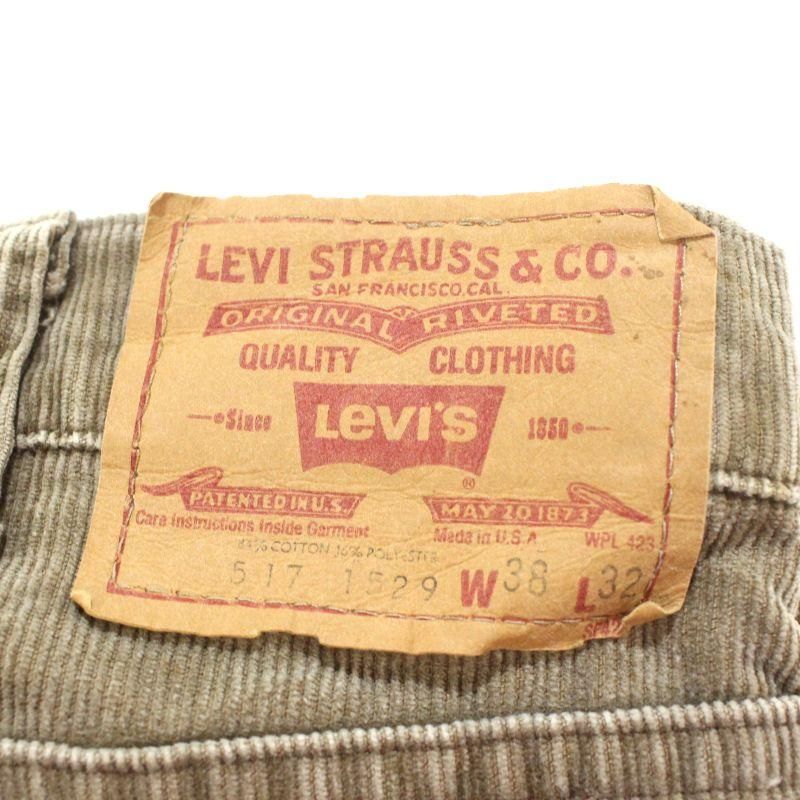 LEVI STRAUSS & CO.
SAN FRANCISCO, CAL.
ORIGINAL RIVETED
QUALITY CLOTHING
Since LEVI'S 1850
®
PATENTED IN U.S. MAY 20 1873
Care Instructions Inside Garment Made in U.S.A. WPL 423
84% COTTON 16% POLYESTER
517 1529 W38 L32